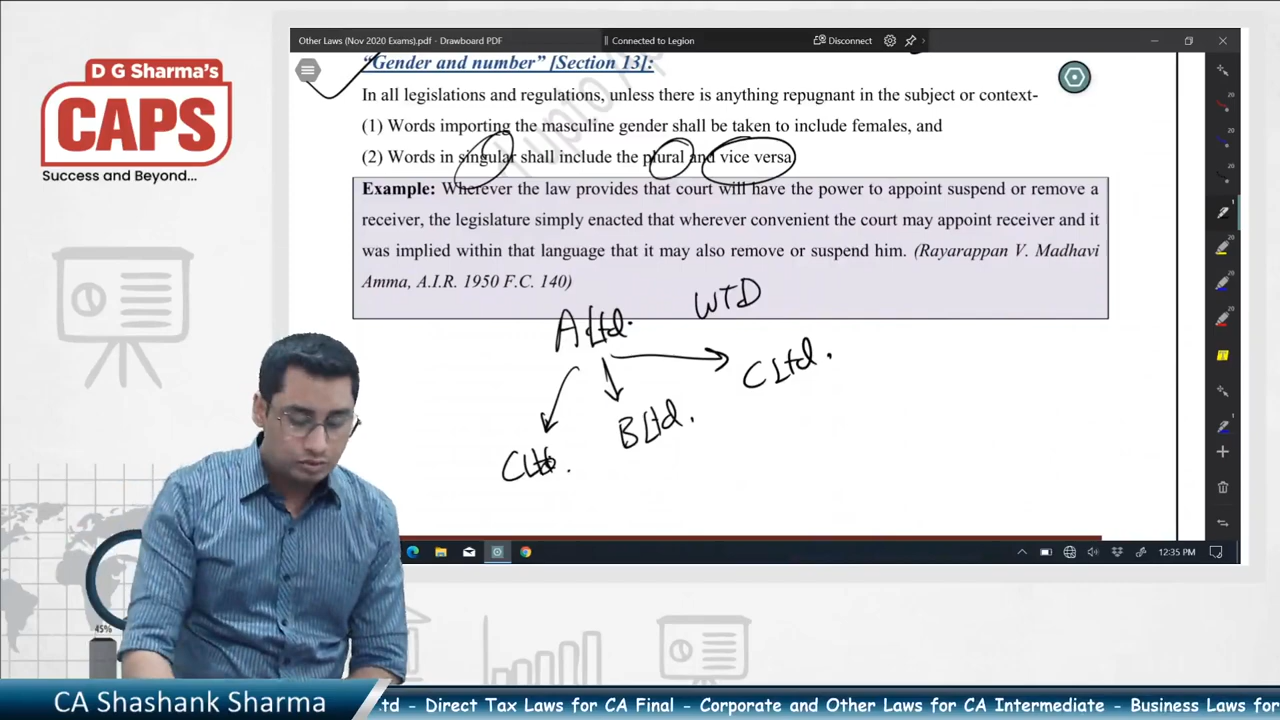 D G SHARMA's
CAPS
Success and Beyond...
Other Laws (Nov 2020 Exams).pdf - Drawboard PDF
Connected to Legion
Disconnect
"Gender and number" [Section 13]:
In all legislations and regulations, unless there is anything repugnant in the subject or context-
(1) Words importing the masculine gender shall be taken to include females, and
(2) Words in singular shall include the plural and vice versa
Example: Wherever the law provides that court will have the power to appoint suspend or remove a
receiver, the legislature simply enacted that wherever convenient the court may appoint receiver and it
was implied within that language that it may also remove or suspend him. (Rayarappan V. Madhavi
Amma, A.I.R. 1950 F.C. 140)
A Ltd. WTD
C Ltd.
B Ltd.
C Ltd.
12:35 PM
45%
CA Shashank Sharma
td - Direct Tax Laws for CA Final - Corporate and Other Laws for CA Intermediate - Business Laws for